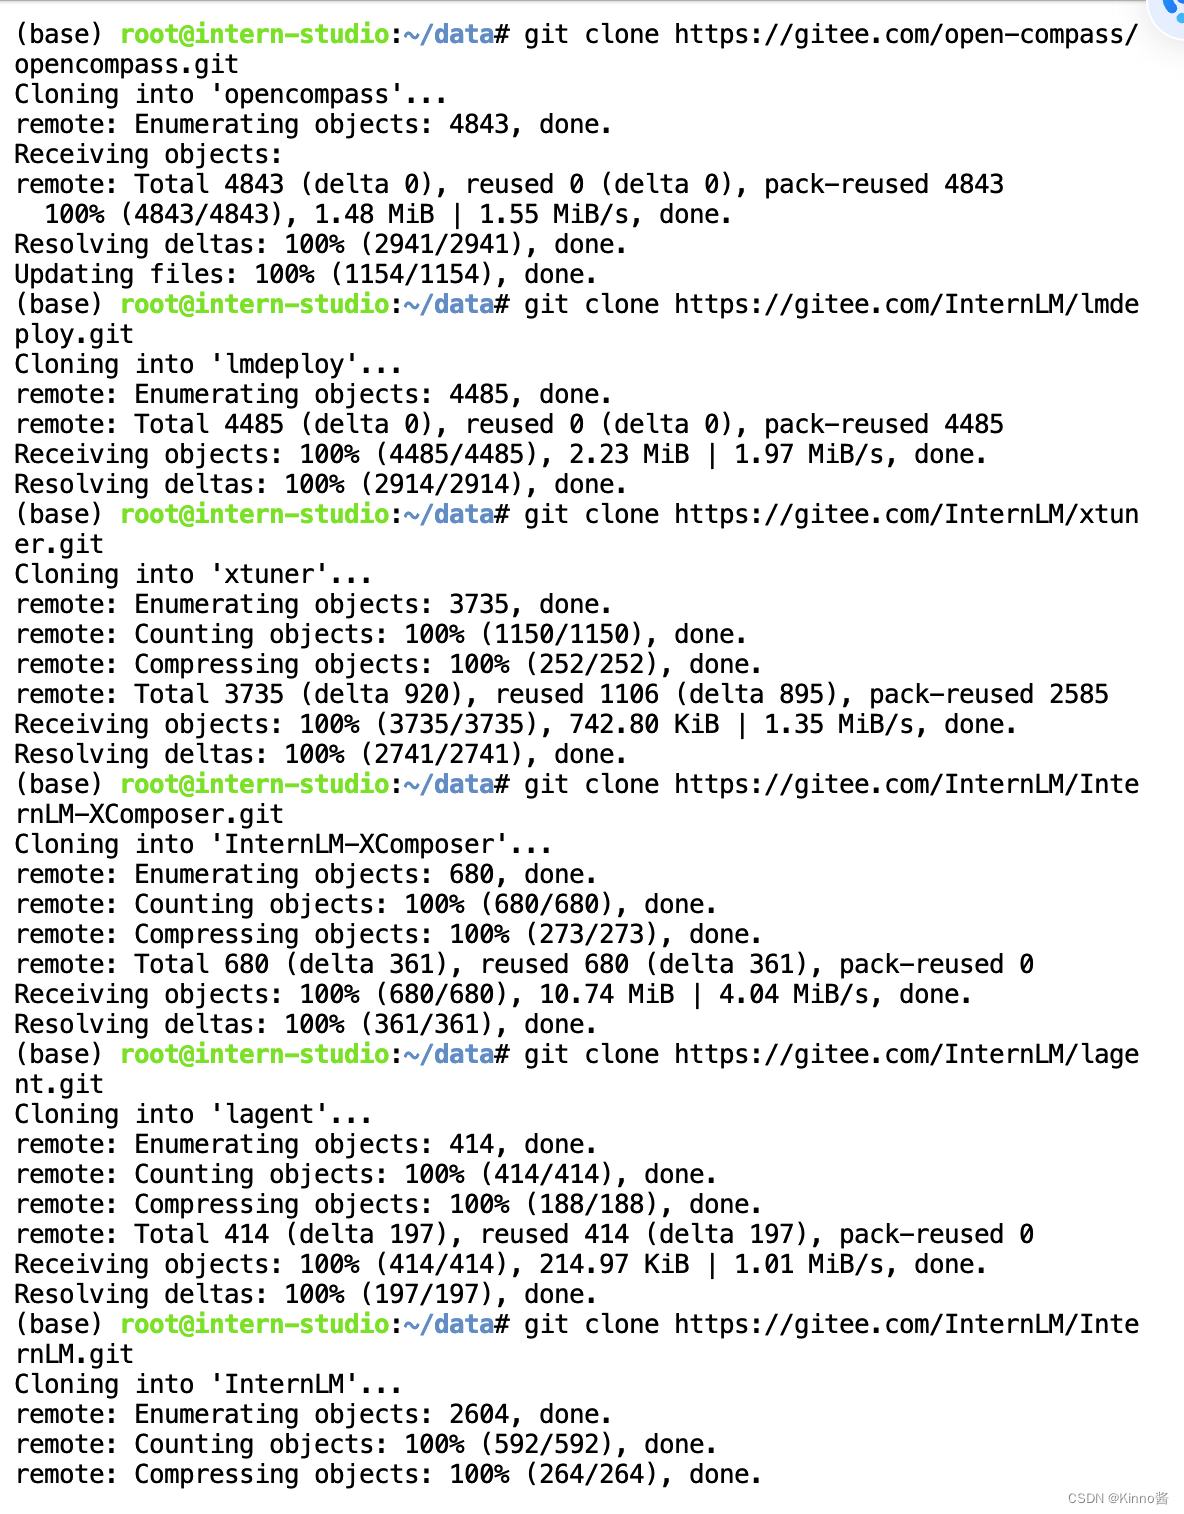 (base) root@intern-studio:~/data# git clone https://gitee.com/open-compass/
opencompass.git
Cloning into 'opencompass'...
remote: Enumerating objects: 4843, done.
Receiving objects:
remote: Total 4843 (delta 0), reused 0 (delta 0), pack-reused 4843
  100% (4843/4843), 1.48 MiB | 1.55 MiB/s, done.
Resolving deltas: 100% (2941/2941), done.
Updating files: 100% (1154/1154), done.
(base) root@intern-studio:~/data# git clone https://gitee.com/InternLM/lmde
ploy.git
Cloning into 'lmdeploy'...
remote: Enumerating objects: 4485, done.
remote: Total 4485 (delta 0), reused 0 (delta 0), pack-reused 4485
Receiving objects: 100% (4485/4485), 2.23 MiB | 1.97 MiB/s, done.
Resolving deltas: 100% (2914/2914), done.
(base) root@intern-studio:~/data# git clone https://gitee.com/InternLM/xtun
er.git
Cloning into 'xtuner'...
remote: Enumerating objects: 3735, done.
remote: Counting objects: 100% (1150/1150), done.
remote: Compressing objects: 100% (252/252), done.
remote: Total 3735 (delta 920), reused 1106 (delta 895), pack-reused 2585
Receiving objects: 100% (3735/3735), 742.80 KiB | 1.35 MiB/s, done.
Resolving deltas: 100% (2741/2741), done.
(base) root@intern-studio:~/data# git clone https://gitee.com/InternLM/Inte
rnLM-XComposer.git
Cloning into 'InternLM-XComposer'...
remote: Enumerating objects: 680, done.
remote: Counting objects: 100% (680/680), done.
remote: Compressing objects: 100% (273/273), done.
remote: Total 680 (delta 361), reused 680 (delta 361), pack-reused 0
Receiving objects: 100% (680/680), 10.74 MiB | 4.04 MiB/s, done.
Resolving deltas: 100% (361/361), done.
(base) root@intern-studio:~/data# git clone https://gitee.com/InternLM/lage
nt.git
Cloning into 'lagent'...
remote: Enumerating objects: 414, done.
remote: Counting objects: 100% (414/414), done.
remote: Compressing objects: 100% (188/188), done.
remote: Total 414 (delta 197), reused 414 (delta 197), pack-reused 0
Receiving objects: 100% (414/414), 214.97 KiB | 1.01 MiB/s, done.
Resolving deltas: 100% (197/197), done.
(base) root@intern-studio:~/data# git clone https://gitee.com/InternLM/Inte
rnLM.git
Cloning into 'InternLM'...
remote: Enumerating objects: 2604, done.
remote: Counting objects: 100% (592/592), done.
remote: Compressing objects: 100% (264/264), done.
CSDN @Kinno酱